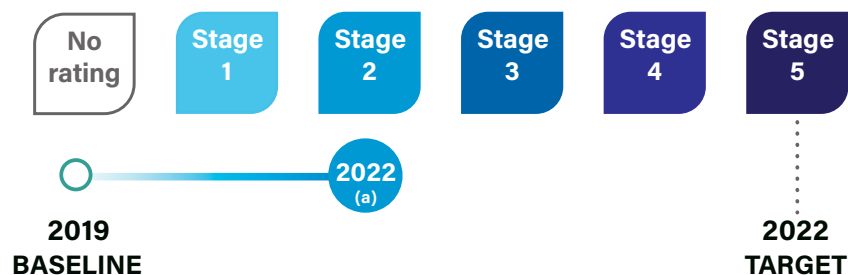 No
rating
Stage
1
Stage
2
Stage
3
Stage
4
Stage
5
2022
(a)
2019
BASELINE
2022
TARGET